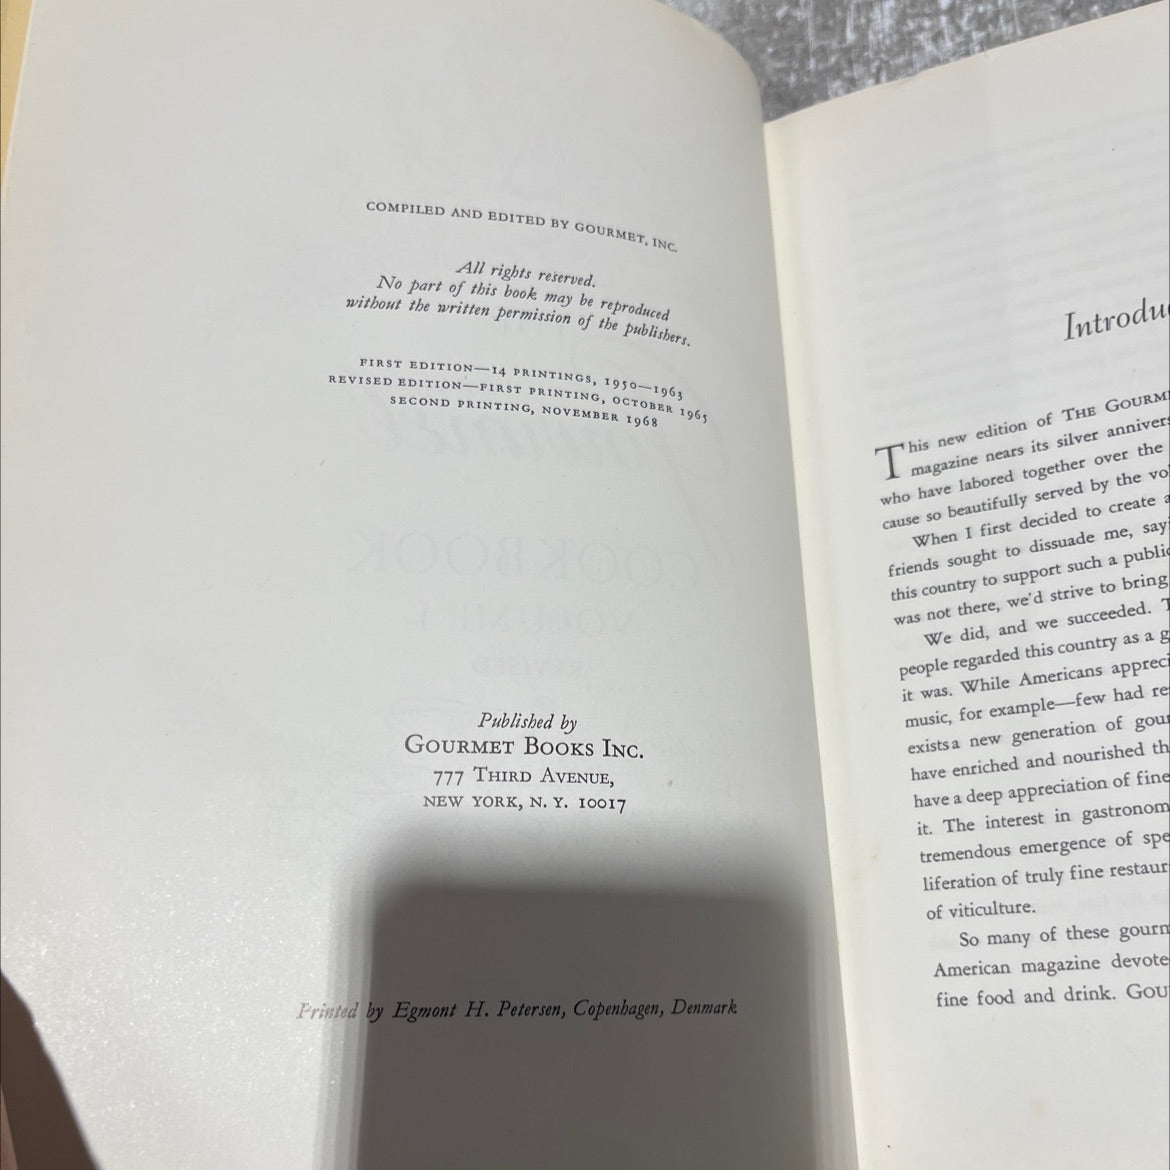 COMPILED AND EDITED BY GOURMET, INC.
All rights reserved.
No part of this book may be reproduced
without the written permission of the publishers.
FIRST EDITION—14 PRINTINGS, 1950—1963
REVISED EDITION—FIRST PRINTING, OCTOBER 1965
SECOND PRINTING, NOVEMBER 1968
Published by
GOURMET BOOKS INC.
777 THIRD AVENUE,
NEW YORK, N. Y. 10017
Printed by Egmont H. Petersen, Copenhagen, Denmark
Introdu
This new edition of THE GOURM
magazine nears its silver annivers
who have labored together over the
cause so beautifully served by the vo
When I first decided to create a
friends sought to dissuade me, say
this country to support such a public
was not there, we'd strive to bring
We did, and we succeeded. T
people regarded this country as a g
it was. While Americans appreci
music, for example—few had re
exists a new generation of gour
have enriched and nourished th
have a deep appreciation of fine
it. The interest in gastronom
tremendous emergence of spe
liferation of truly fine restaur
of viticulture.
So many of these gourm
American magazine devote
fine food and drink. GOU